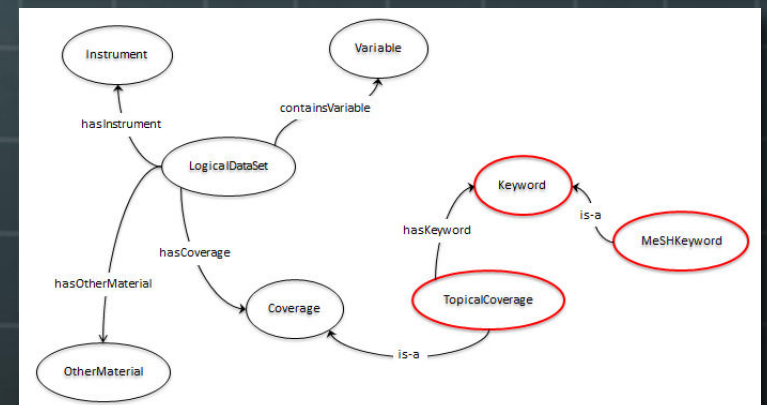 Instrument
Variable
containsVariable
hasInstrument
LogicalDataSet
Keyword
is-a
hasKeyword
MeSHKeyword
hasCoverage
hasOtherMaterial
TopicalCoverage
Coverage
is-a
OtherMaterial